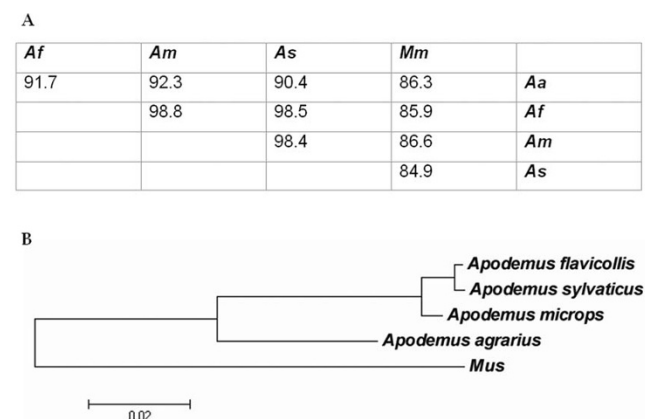 A
Af Am As Mm
91.7 92.3 90.4 86.3 Aa
98.8 98.5 85.9 Af
98.4 86.6 Am
84.9 As
B
Apodemus flavicollis
Apodemus sylvaticus
Apodemus microps
Apodemus agrarius
Mus
0.02